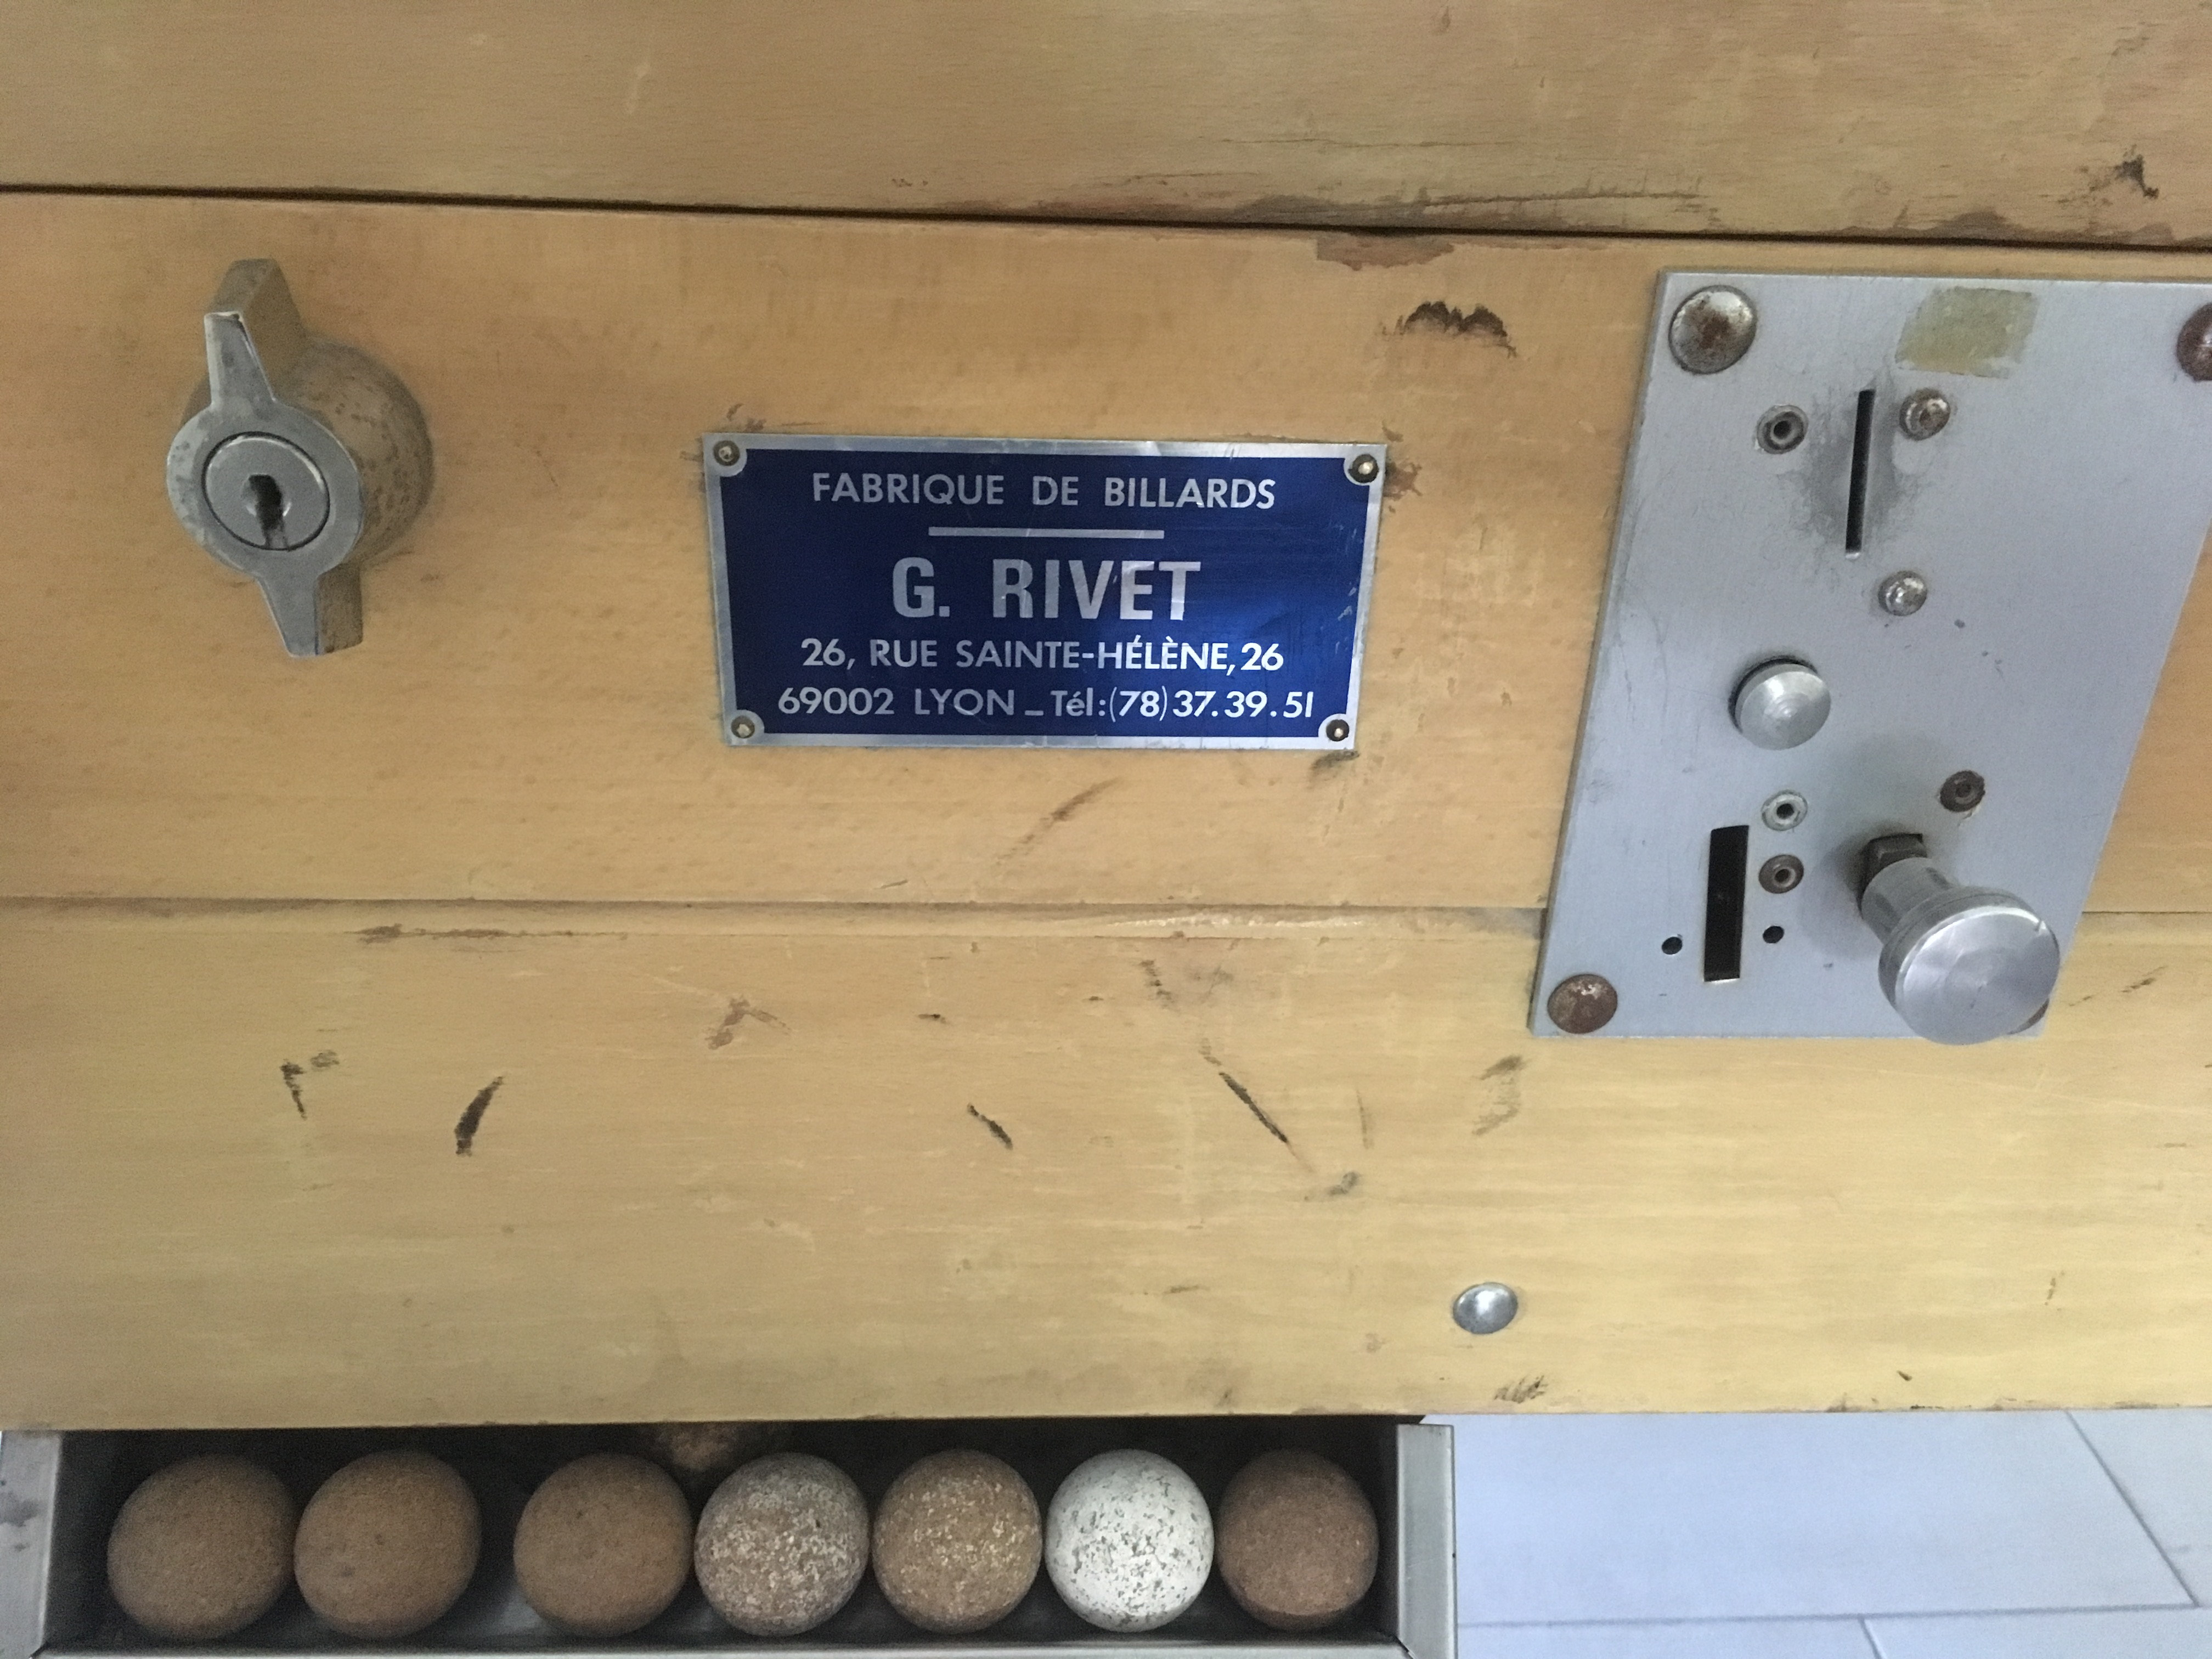 FABRIQUE DE BILLARDS
G. RIVET
26, RUE SAINTE-HÉLÈNE, 26
69002 LYON _ Tél:(78)37.39.51